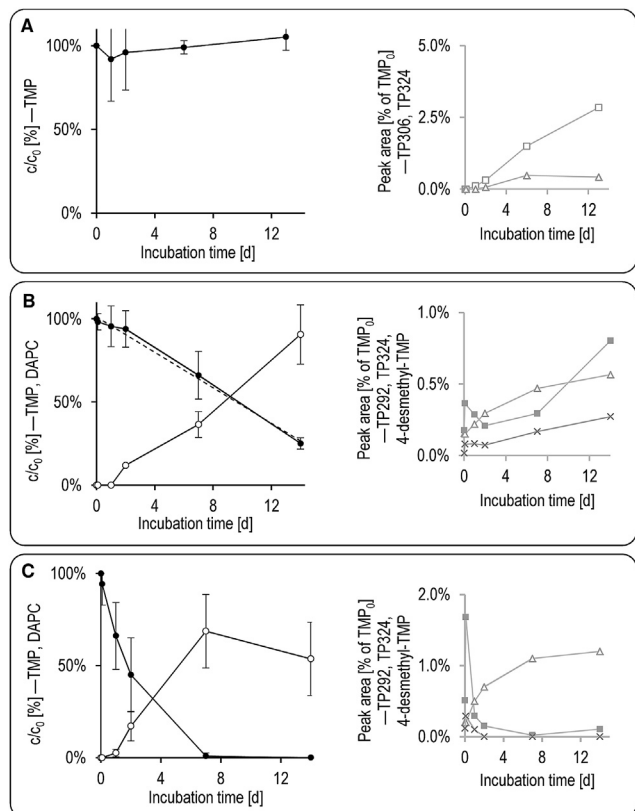 A
100%
50%
0%
c/c0 [%] —TMP
0 4 8 12
Incubation time [d]
5.0%
2.5%
0.0%
Peak area [% of TMP0]
—TP306, TP324
0 4 8 12
Incubation time [d]
B
100%
50%
0%
c/c0 [%] —TMP, DAPC
0 4 8 12
Incubation time [d]
1.0%
0.5%
0.0%
Peak area [% of TMP0]
—TP292, TP324,
4-desmethyl-TMP
0 4 8 12
Incubation time [d]
C
100%
50%
0%
c/c0 [%] —TMP, DAPC
0 4 8 12
Incubation time [d]
2.0%
1.0%
0.0%
Peak area [% of TMP0]
—TP292, TP324,
4-desmethyl-TMP
0 4 8 12
Incubation time [d]